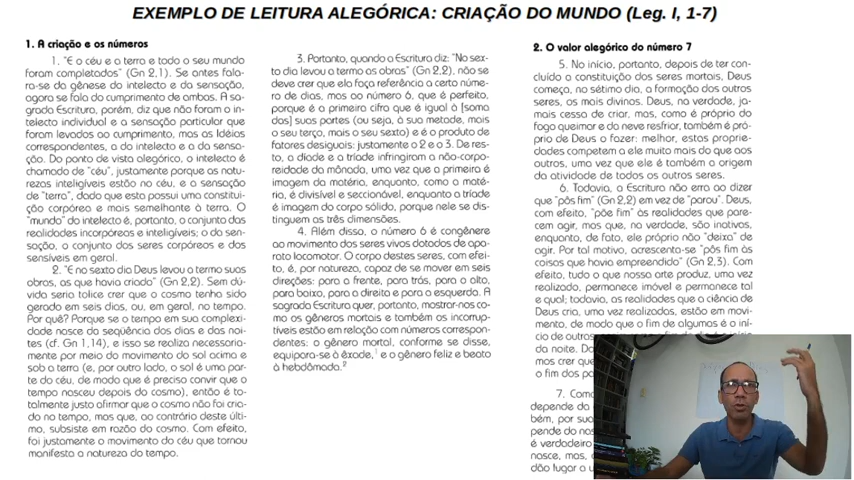 EXEMPLO DE LEITURA ALEGÓRICA: CRIAÇÃO DO MUNDO (Leg. I, 1-7)
1. A criação e os números
1. "E o céu e a terra e todo o seu mundo
foram completados" (Gn 2,1). Se antes fala-
ra-se da gênese do intelecto e da sensação,
agora se fala do cumprimento de ambas. A sa-
grada Escritura, porém, diz que não foram o in-
telecto individual e a sensação particular que
foram levados ao cumprimento, mas as Idéias
correspondentes, a do intelecto e a da sensa-
ção. Do ponto de vista alegórico, o intelecto é
chamado de "céu", justamente porque as natu-
rezas inteligíveis estão no céu, e a sensação
de "terra", dado que esta possui uma constitui-
ção corpórea e mais semelhante à terra. O
"mundo" do intelecto é, portanto, o conjunto das
realidades incorpóreas e inteligíveis; o da sen-
sação, o conjunto dos seres corpóreos e dos
sensíveis em geral.
2. "E no sexto dia Deus levou a termo suas
obras, as que havia criado" (Gn 2,2). Sem dú-
vida seria tolice crer que o cosmo tenha sido
gerado em seis dias, ou, em geral, no tempo.
Por quê? Porque se o tempo em sua complexi-
dade nasce da seqüência dos dias e das noi-
tes (cf. Gn 1,14), e isso se realiza necessaria-
mente por meio do movimento do sol acima e
sob a terra (e, por outro lado, o sol é uma par-
te do céu, de modo que é preciso convir que o
tempo nasceu depois do cosmo), então é to-
talmente justo afirmar que o cosmo não foi cria-
do no tempo, mas que, ao contrário deste últi-
mo, subsiste em razão do cosmo. Com efeito,
foi justamente o movimento do céu que tornou
manifesta a natureza do tempo.
3. Portanto, quando a Escritura diz: "No sex-
to dia levou a termo as obras" (Gn 2,2), não se
deve crer que ela faça referência a certo núme-
ro de dias, mas ao número 6, que é perfeito,
porque é a primeira cifra que é igual à [soma
das] suas partes (ou seja, à sua metade, mais
o seu terço, mais o seu sexto) e é o produto de
fatores desiguais: justamente o 2 e o 3. De res-
to, a díade e a tríade infringiram a não-corpo-
reidade da mônada, uma vez que a primeira é
imagem da matéria, enquanto, como a maté-
ria, é divisível e seccionável, enquanto a tríade
é imagem do corpo sólido, porque nele se dis-
tinguem as três dimensões.
4. Além disso, o número 6 é congênere
ao movimento dos seres vivos dotados de apa-
rato locomotor. O corpo destes seres, com efei-
to, é, por natureza, capaz de se mover em seis
direções: para a frente, para trás, para o alto,
para baixo, para a direita e para a esquerda. A
sagrada Escritura quer, portanto, mostrar-nos co-
mo os gêneros mortais e também os incorrup-
tíveis estão em relação com números correspon-
dentes: o gênero mortal, conforme se disse,
equipara-se à êxade,¹ e o gênero feliz e beato
à hebdômada.²
2. O valor alegórico do número 7
5. No início, portanto, depois de ter con-
cluído a constituição dos seres mortais, Deus
começa, no sétimo dia, a formação dos outros
seres, os mais divinos. Deus, na verdade, ja-
mais cessa de criar, mas, como é próprio do
fogo queimar e da neve resfriar, também é pró-
prio de Deus o fazer: melhor, estas proprie-
dades competem a ele muito mais do que aos
outros, uma vez que ele é também a origem
da atividade de todos os outros seres.
6. Todavia, a Escritura não erra ao dizer
que "pôs fim" (Gn 2,2) em vez de "parou". Deus,
com efeito, "põe fim" às realidades que pare-
cem agir, mas que, na verdade, são inativas,
enquanto, de fato, ele próprio não "deixa" de
agir. Por tal motivo, acrescenta-se "pôs fim às
coisas que havia empreendido" (Gn 2,3). Com
efeito, tudo o que nossa arte produz, uma vez
realizada, permanece imóvel e permanece tal
e qual; todavia, as realidades que a ciência de
Deus cria, uma vez realizadas, estão em movi-
mento, de modo que o fim de algumas é o iní-
cio de outras
da noite. Do
mos crer que
o fim dos
7. Como
depende da
bém, por sua
pende do
é verdadeiro
nasce, mas,
dão lugar a